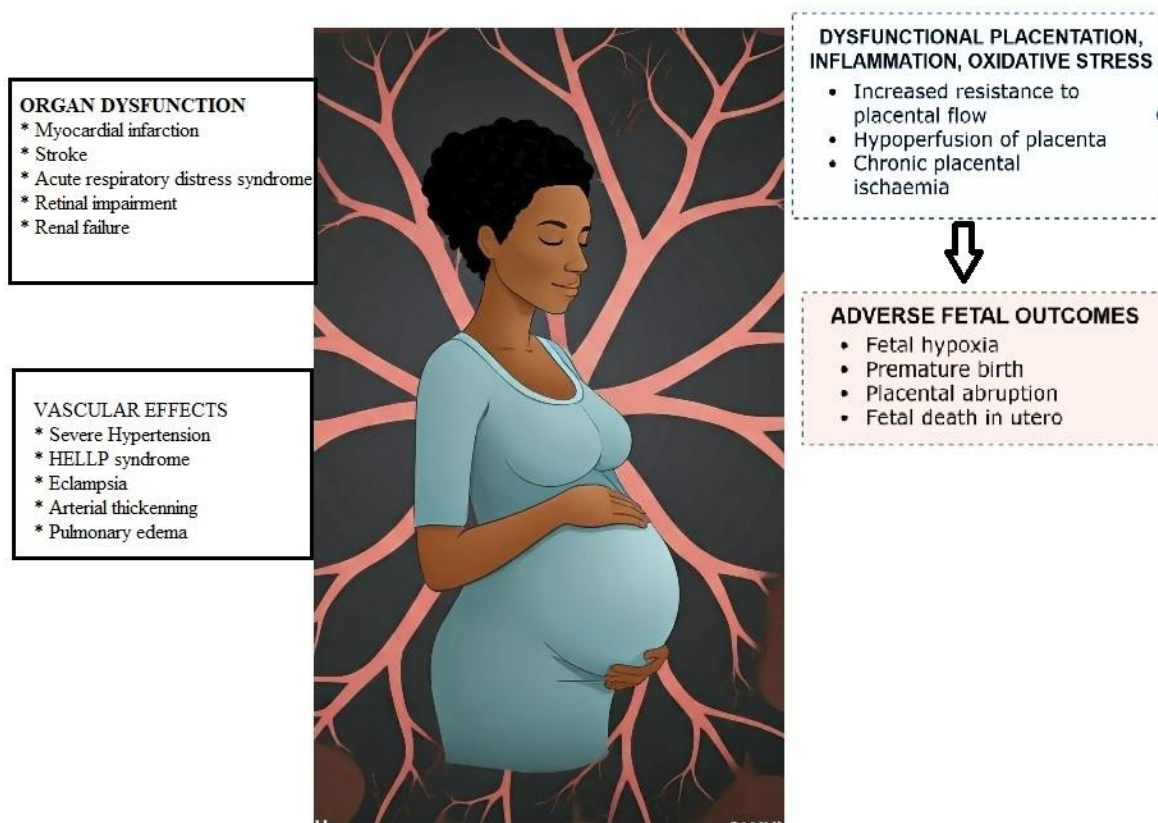 ORGAN DYSFUNCTION
* Myocardial infarction
* Stroke
* Acute respiratory distress syndrome
* Retinal impairment
* Renal failure
VASCULAR EFFECTS
* Severe Hypertension
* HELLP syndrome
* Eclampsia
* Arterial thickenning
* Pulmonary edema
DYSFUNCTIONAL PLACENTATION,
INFLAMMATION, OXIDATIVE STRESS
• Increased resistance to
placental flow
• Hypoperfusion of placenta
• Chronic placental
ischaemia
ADVERSE FETAL OUTCOMES
• Fetal hypoxia
• Premature birth
• Placental abruption
• Fetal death in utero